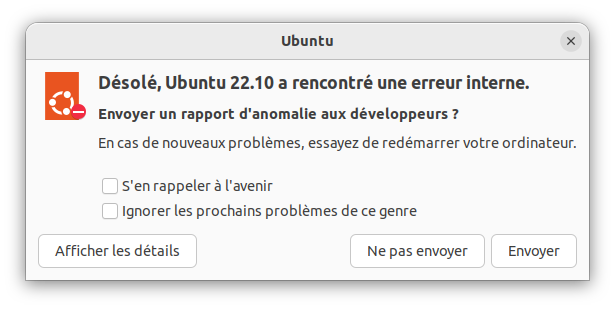 Ubuntu
Désolé, Ubuntu 22.10 a rencontré une erreur interne.
Envoyer un rapport d'anomalie aux développeurs ?
En cas de nouveaux problèmes, essayez de redémarrer votre ordinateur.
S'en rappeler à l'avenir
Ignorer les prochains problèmes de ce genre
Afficher les détails
Ne pas envoyer
Envoyer